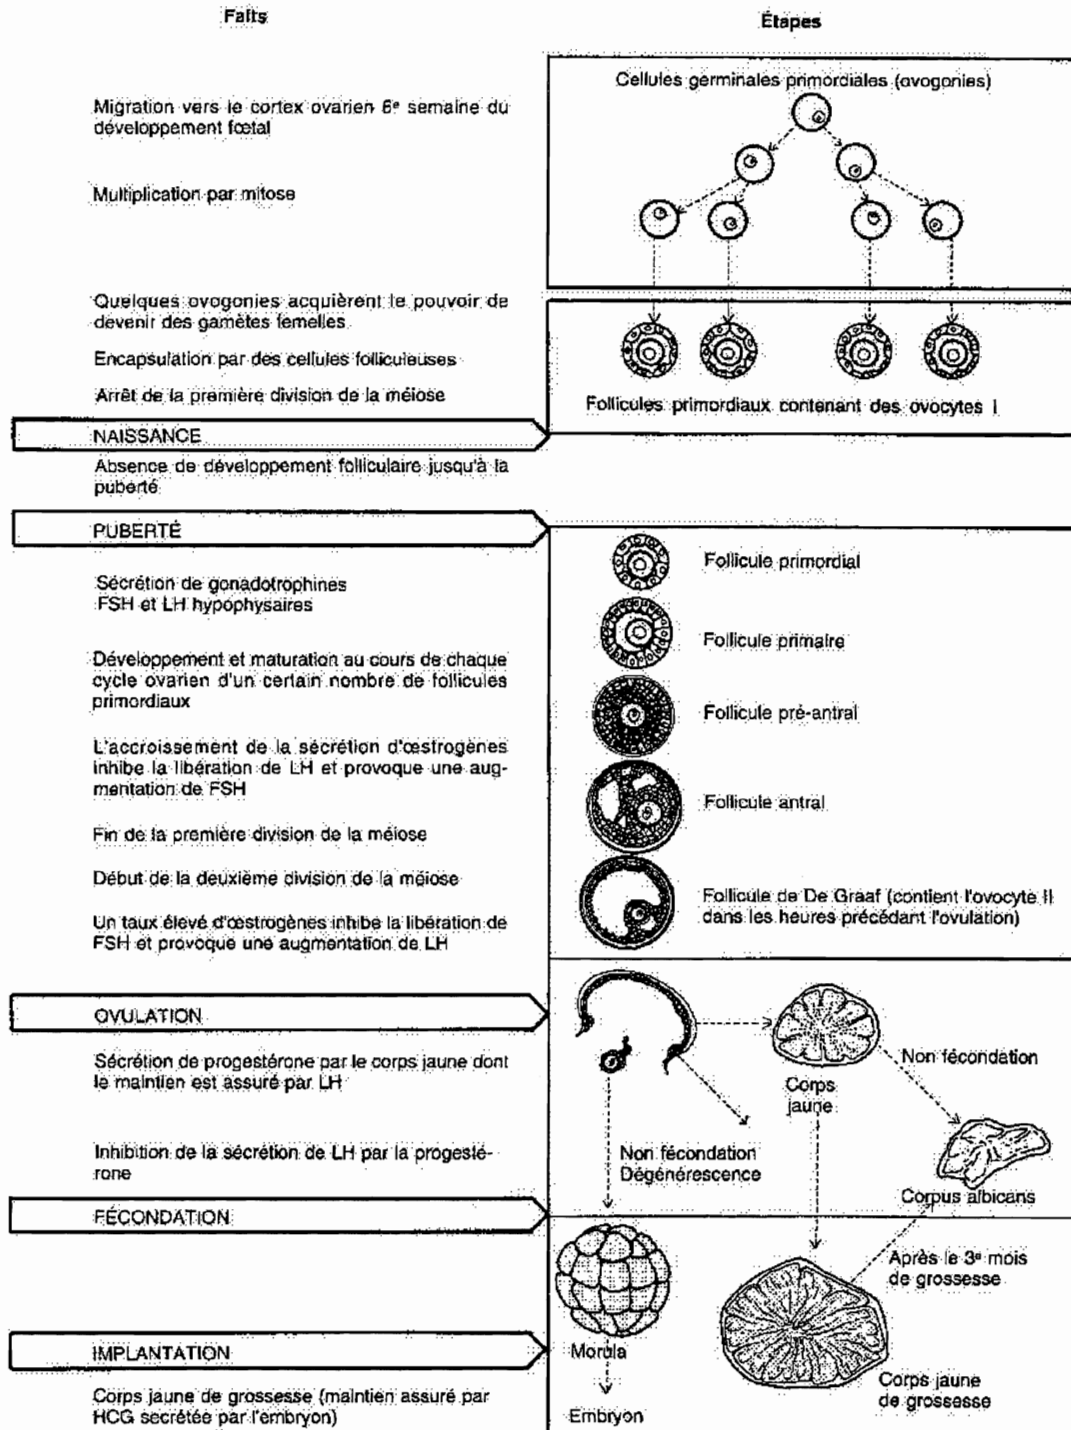 Faits
Étapes
Cellules germinales primordiales (ovogonies)
Migration vers le cortex ovarien 6e semaine du
développement fœtal
Multiplication par mitose
Quelques ovogonies acquièrent le pouvoir de
devenir des gamètes femelles
Encapsulation par des cellules folliculeuses
Arrêt de la première division de la méiose
Follicules primordiaux contenant des ovocytes I
NAISSANCE
Absence de développement folliculaire jusqu'à la
puberté
PUBERTÉ
Follicule primordial
Sécrétion de gonadotrophines
FSH et LH hypophysaires
Follicule primaire
Développement et maturation au cours de chaque
cycle ovarien d'un certain nombre de follicules
primordiaux
Follicule pré-antral
L'accroissement de la sécrétion d'œstrogènes
inhibe la libération de LH et provoque une aug-
mentation de FSH
Follicule antral
Fin de la première division de la méiose
Début de la deuxième division de la méiose
Un taux élevé d'œstrogènes inhibe la libération de
FSH et provoque une augmentation de LH
Follicule de De Graaf (contient l'ovocyte II
dans les heures précédant l'ovulation)
OVULATION
Sécrétion de progestérone par le corps jaune dont
le maintien est assuré par LH
Non fécondation
Corps
jaune
Inhibition de la sécrétion de LH par la progesté-
rone
Non fécondation
Dégénérescence
Corpus albicans
FÉCONDATION
Après le 3e mois
de grossesse
IMPLANTATION
Morula
Corps jaune de grossesse (maintien assuré par
HCG secrétée par l'embryon)
Embryon
Corps jaune
de grossesse